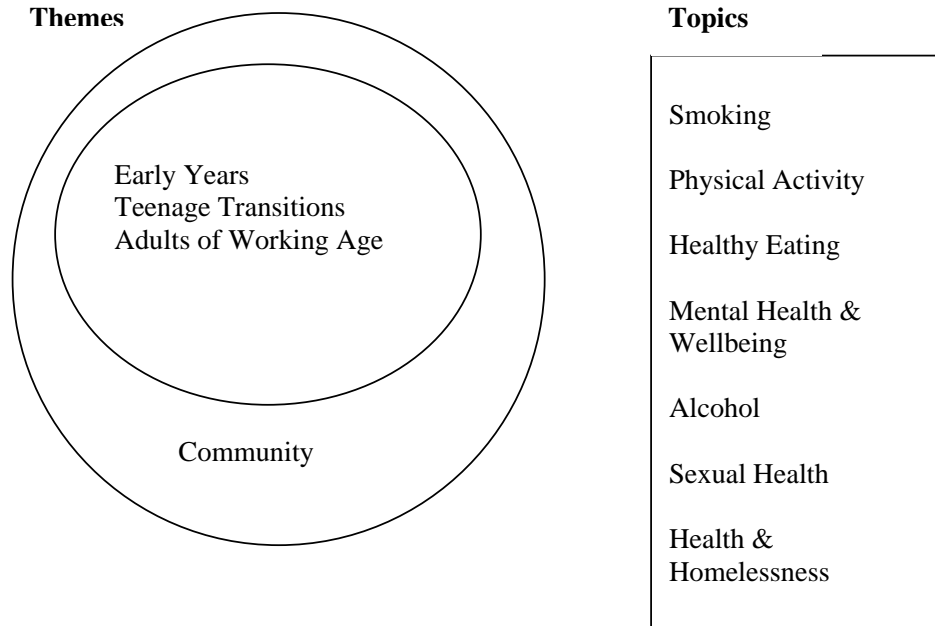 Themes
Early Years
Teenage Transitions
Adults of Working Age
Community
Topics
Smoking
Physical Activity
Healthy Eating
Mental Health &
Wellbeing
Alcohol
Sexual Health
Health &
Homelessness